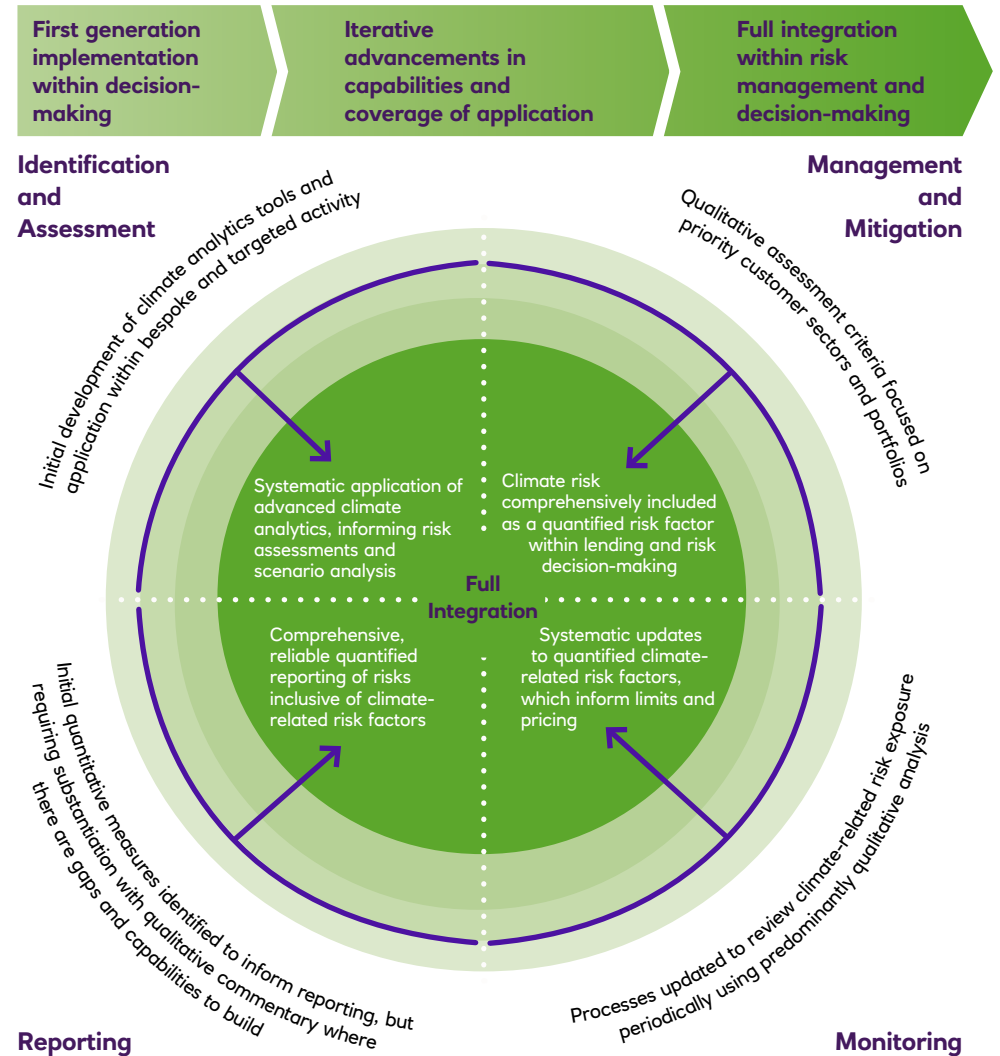 First generation
implementation
within decision-
making
Iterative
advancements in
capabilities and
coverage of application
Full integration
within risk
management and
decision-making
Identification
and
Assessment
Management
and
Mitigation
Initial development of climate analytics tools and
application within bespoke and targeted activity
Qualitative assessment criteria focused on
priority customer sectors and portfolios
Systematic application of
advanced climate
analytics, informing risk
assessments and
scenario analysis
Climate risk
comprehensively included
as a quantified risk factor
within lending and risk
decision-making
Full
Integration
Comprehensive,
reliable quantified
reporting of risks
inclusive of climate-
related risk factors
Systematic updates
to quantified climate-
related risk factors,
which inform limits and
pricing
Initial quantitative measures identified to inform reporting, but
requiring substantiation with qualitative commentary where
there are gaps and capabilities to build
Processes updated to review climate-related risk exposure
periodically using predominantly qualitative analysis
Reporting
Monitoring